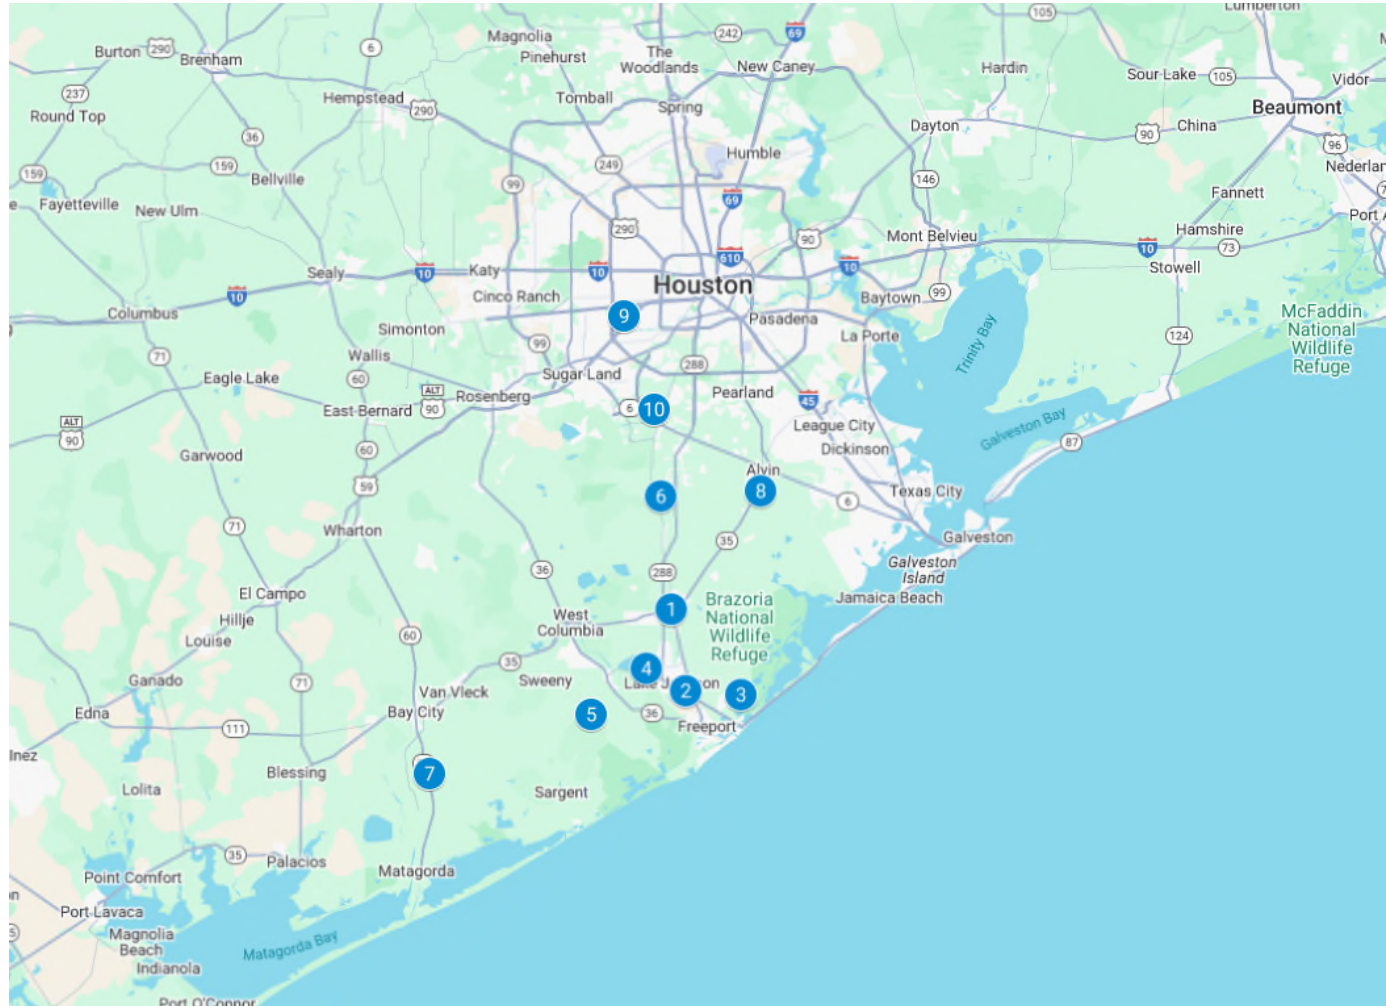 105
Lumberton
Magnolia
242
69
Burton
290
6
The
Woodlands
Brenham
Pinehurst
New Caney
Hardin
Sour Lake
105
Vidor
237
Hempstead
Tomball
Spring
Beaumont
Round Top
290
Dayton
90
China
36
96
249
Humble
Nederlan
159
159
Bellville
99
146
Fayetteville
New Ulm
69
Fannett
290
90
Mont Belvieu
Hamshire
Port A
10
73
610
Sealy
10
Katy
10
10
Stowell
Houston
10
Cinco Ranch
Baytown
99
Columbus
9
Pasadena
McFaddin
National
Wildlife
Refuge
Simonton
La Porte
Trinity Bay
124
71
Wallis
99
288
Eagle Lake
60
Sugar Land
Pearland
ALT
90
Rosenberg
45
East Bernard
6
10
ALT
90
League City
Galveston Bay
87
60
Dickinson
Garwood
Alvin
59
6
8
Texas City
6
71
Wharton
35
Galveston
36
288
Galveston
Island
El Campo
Jamaica Beach
Hillje
West
Columbia
1
Brazoria
National
Wildlife
Refuge
Louise
60
35
4
Ganado
71
Sweeny
Lake J
on
2
3
Van Vleck
Edna
Bay City
5
36
Freeport
111
Inez
Blessing
7
Lolita
Sargent
35
Palacios
Matagorda
Point Comfort
Port Lavaca
Magnolia
Beach
Matagorda Bay
Indianola
Port O'Connor